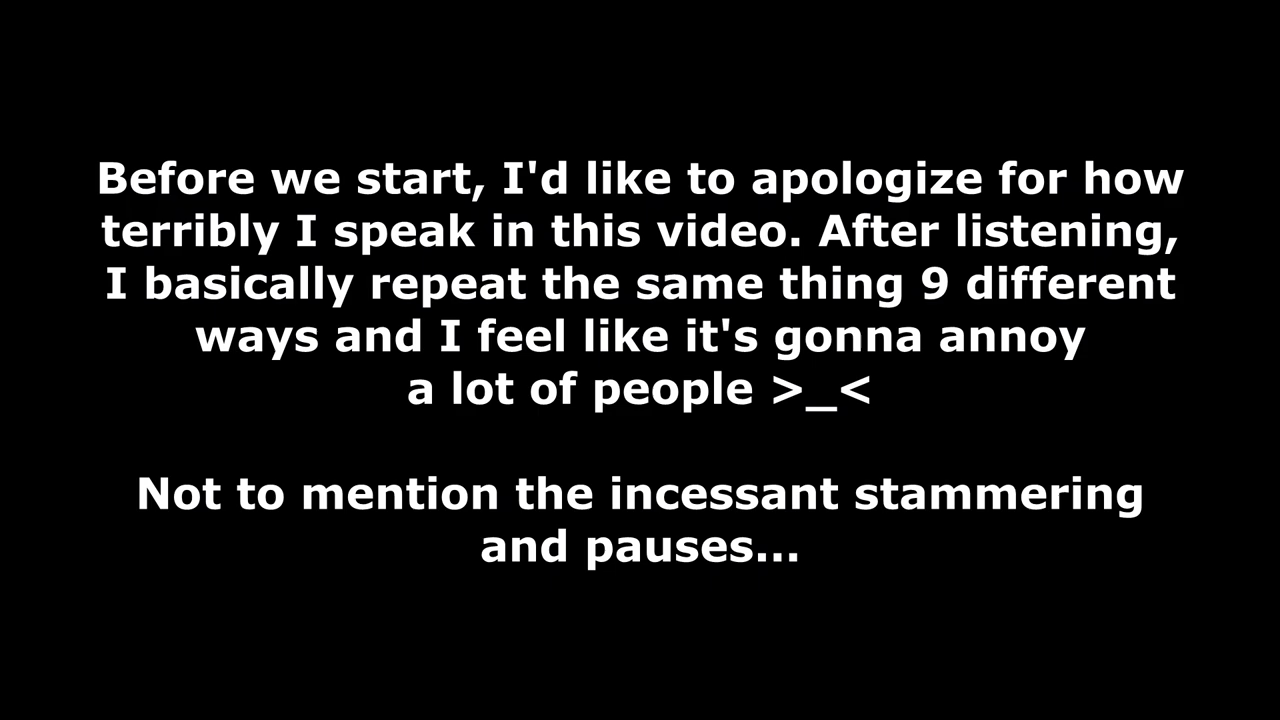 Before we start, I'd like to apologize for how
terribly I speak in this video. After listening,
I basically repeat the same thing 9 different
ways and I feel like it's gonna annoy
a lot of people >_<
Not to mention the incessant stammering
and pauses...